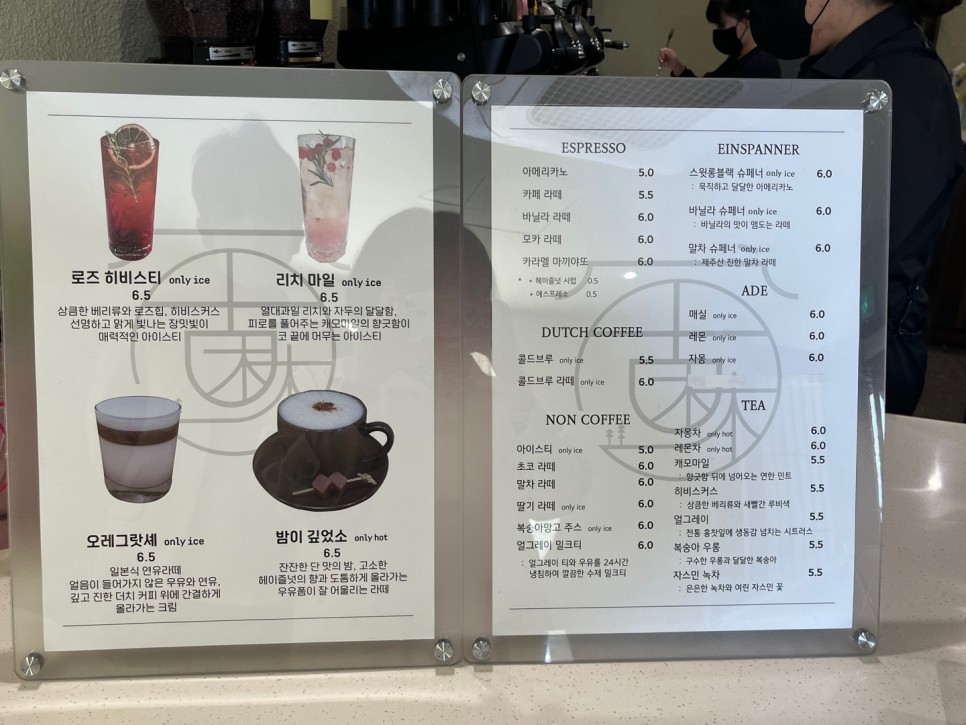 로즈 히비스티 only ice
6.5
상큼한 베리류와 로즈힙, 히비스커스
선명하고 맑게 빛나는 장밋빛이
매력적인 아이스티
리치 마일 only ice
6.5
열대과일 리치와 자두의 달달함,
피로를 풀어주는 캐모마일의 향긋함이
코 끝에 머무는 아이스티
오레그랏세 only ice
6.5
일본식 연유라떼
얼음이 들어가지 않은 우유와 연유,
깊고 진한 더치 커피 위에 간결하게
올라가는 크림
밤이 깊었소 only hot
6.5
잔잔한 단 맛의 밤, 고소한
헤이즐넛의 향과 도톰하게 올라가는
우유폼이 잘 어울리는 라떼
ESPRESSO
아메리카노 5.0
카페 라떼 5.5
바닐라 라떼 6.0
모카 라떼 6.0
카라멜 마끼야또 6.0
* + 헤이즐넛 시럽 0.5
+ 에스프레소 0.5
DUTCH COFFEE
콜드브루 only ice 5.5
콜드브루 라떼 only ice 6.0
NON COFFEE
아이스티 only ice 5.0
초코 라떼 6.0
말차 라떼 6.0
딸기 라떼 only ice 6.0
복숭아망고 주스 only ice 6.0
얼그레이 밀크티 6.0
: 얼그레이 티와 우유를 24시간
냉침하여 깔끔한 수제 밀크티
EINSPANNER
스윗롱블랙 슈페너 only ice 6.0
: 묵직하고 달달한 아메리카노
바닐라 슈페너 only ice 6.0
: 바닐라의 맛이 맴도는 라떼
말차 슈페너 only ice 6.0
: 제주산 진한 말차 라떼
ADE
매실 only ice 6.0
레몬 only ice 6.0
자몽 only ice 6.0
TEA
자몽차 only hot 6.0
레몬차 only hot 6.0
캐모마일 5.5
: 향긋함 뒤에 넘어오는 연한 민트
히비스커스 5.5
: 상큼한 베리류와 새빨간 루비색
얼그레이 5.5
: 전통 홍찻잎에 생동감 넘치는 시트러스
복숭아 우롱 5.5
: 구수한 우롱과 달달한 복숭아
자스민 녹차 5.5
: 은은한 녹차와 여린 자스민 꽃